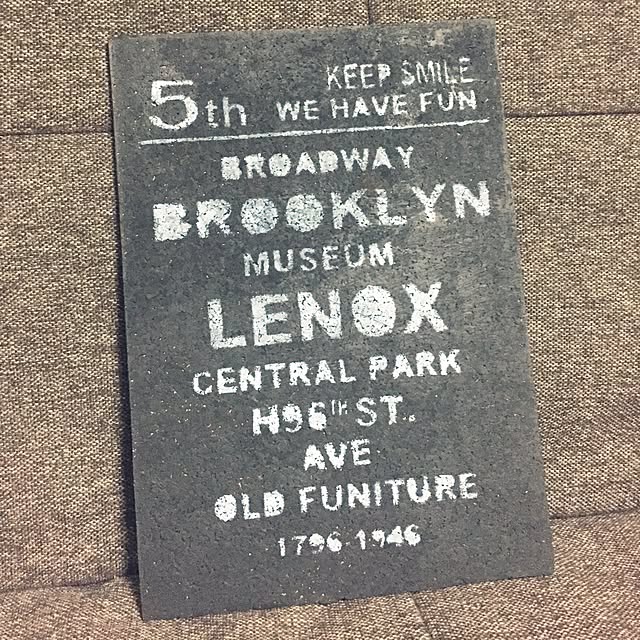 KEEP SMILE
5th WE HAVE FUN
BROADWAY
BROOKLYN
MUSEUM
LENOX
CENTRAL PARK
H96TH ST.
AVE
OLD FUNITURE
1796-1946